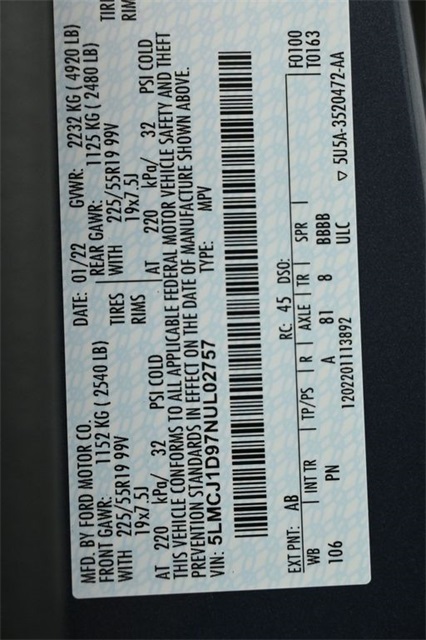 MFD. BY FORD MOTOR CO. DATE: 01/22 GVWR: 2232 KG ( 4920 LB)
FRONT GAWR: 1152 KG ( 2540 LB) REAR GAWR: 1125 KG ( 2480 LB)
WITH 225/55R19 99V TIRES WITH 225/55R19 99V TIRE
19x7.5J RIMS 19x7.5J RIM
AT 220 kPa/ 32 PSI COLD AT 220 kPa/ 32 PSI COLD
THIS VEHICLE CONFORMS TO ALL APPLICABLE FEDERAL MOTOR VEHICLE SAFETY AND THEFT
PREVENTION STANDARDS IN EFFECT ON THE DATE OF MANUFACTURE SHOWN ABOVE.
VIN: 5LMCJ1D97NUL02757 TYPE: MPV
EXT PNT: AB RC: 45 DSO: F0100
T0163
WB INT TR TP/PS R AXLE TR SPR
106 PN A 81 8 BBBB
ULC
1202201113892 ▽ 5U5A-3520472-AA